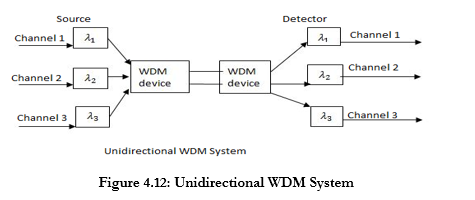 Source
Detector
Channel 1
λ1
WDM
device
WDM
device
λ1
Channel 1
Channel 2
λ2
λ2
Channel 2
Channel 3
λ3
λ3
Channel 3
Unidirectional WDM System
Figure 4.12: Unidirectional WDM System